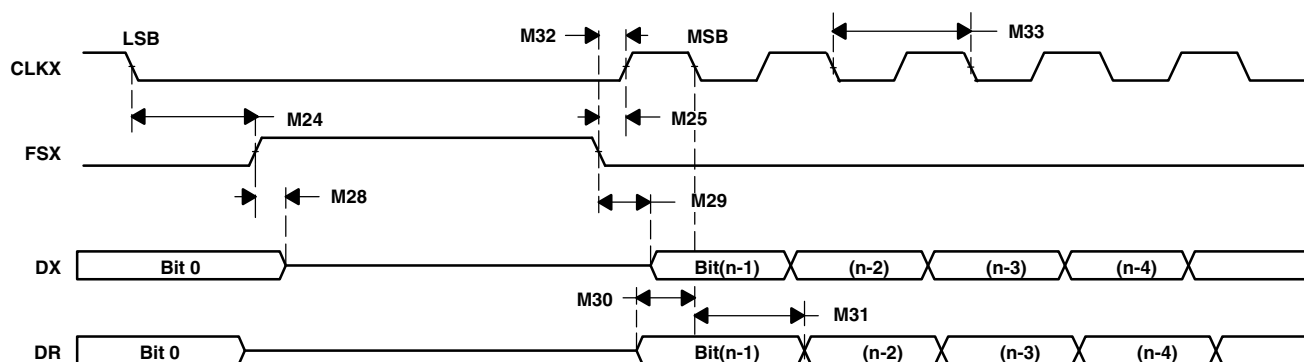 LSB
M32
MSB
M33
CLKX
M24
M25
FSX
M28
M29
DX
Bit 0
Bit(n-1)
(n-2)
(n-3)
(n-4)
M30
M31
DR
Bit 0
Bit(n-1)
(n-2)
(n-3)
(n-4)